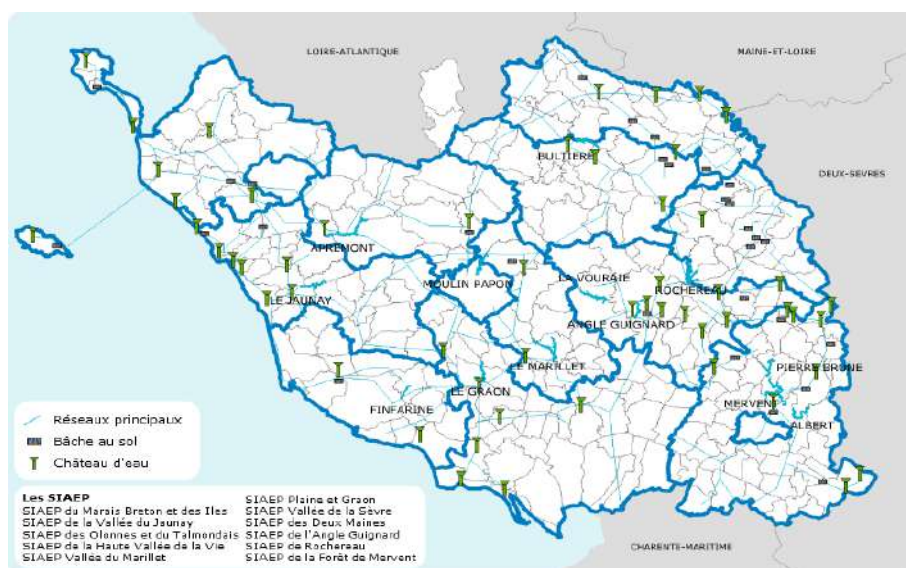 LOIRE-ATLANTIQUE
MAINE-ET-LOIRE
BULTIERE
DEUX-SEVRES
APREMONT
MOULIN PAPON
LA VOURAIE
ROCHEREAU
LE JAUNAY
ANGLE GUIGNARD
LE MARILLET
PIERRE BRUNE
LE GRAON
MERVENT
FINFARINE
ALBERT
Réseaux principaux
Bâche au sol
Château d'eau
Les SIAEP
SIAEP du Marais Breton et des Iles
SIAEP de la Vallée du Jaunay
SIAEP des Olonnes et du Talmondais
SIAEP de la Haute Vallée de la Vie
SIAEP Vallée du Marillet
SIAEP Plaine et Graon
SIAEP Vallée de la Sèvre
SIAEP des Deux Maines
SIAEP de l'Angle Guignard
SIAEP de Rochereau
SIAEP de la Forêt de Mervent
CHARENTE-MARITIME